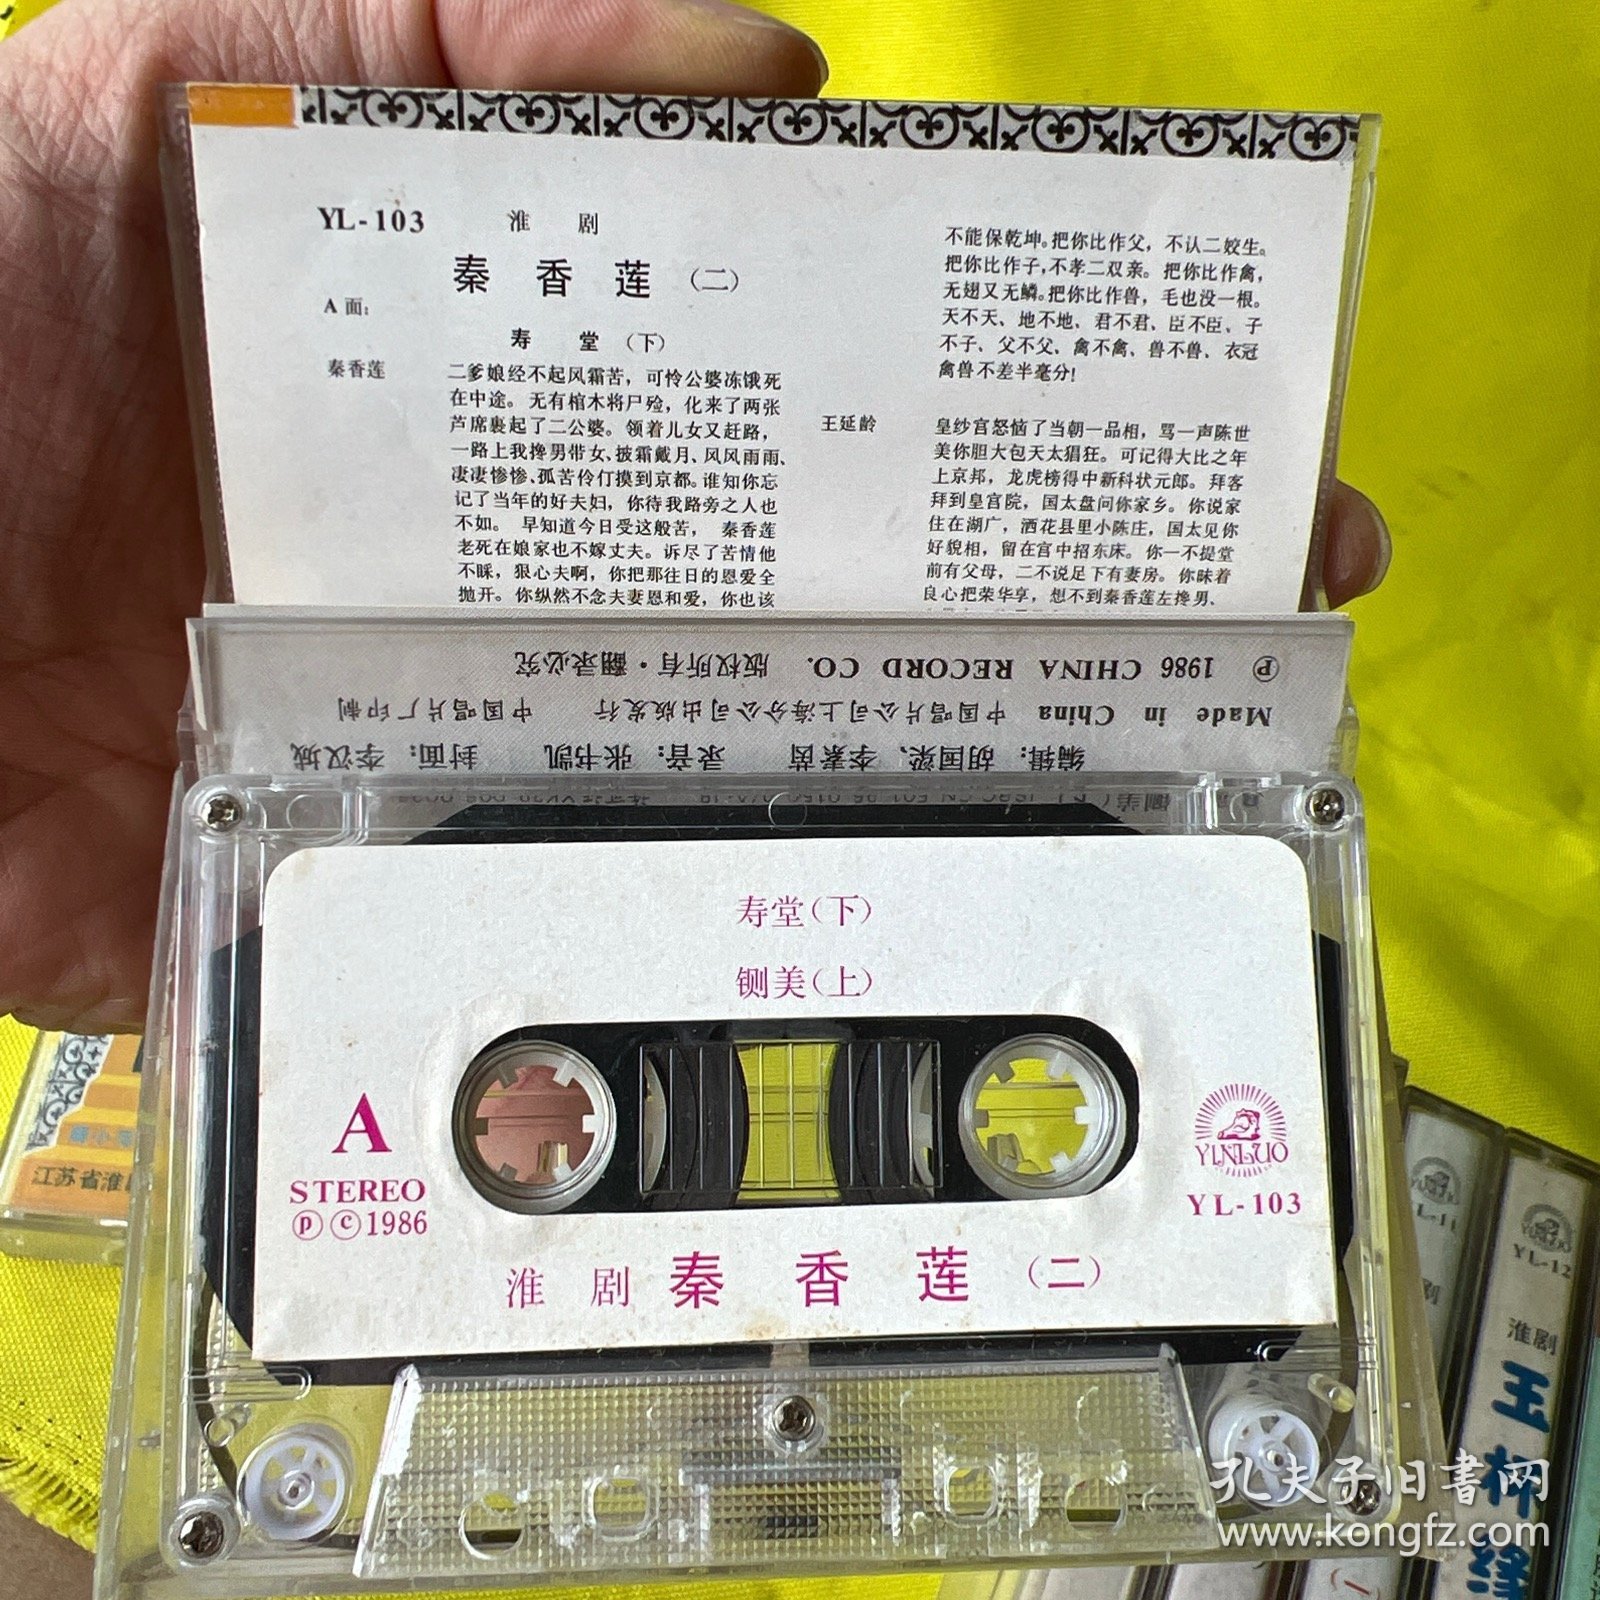 YL-103 淮 剧
秦 香 莲 (二)
A 面:
寿 堂 (下)
秦香莲
二爹娘经不起风霜苦，可怜公婆冻饿死
在中途。无有棺木将尸殓，化来了两张
芦席裹起了二公婆。领着儿女又赶路，
一路上我搀男带女、披霜戴月、风风雨雨、
凄凄惨惨、孤苦伶仃摸到京都。谁知你忘
记了当年的好夫妇，你待我路旁之人也
不如。 早知道今日受这般苦， 秦香莲
老死在娘家也不嫁丈夫。诉尽了苦情他
不睬，狠心夫啊，你把那往日的恩爱全
抛开。你纵然不念夫妻恩和爱，你也该
不能保乾坤。把你比作父，不认二姣生。
把你比作子，不孝二双亲。把你比作禽，
无翅又无鳞。把你比作兽，毛也没一根。
天不天、地不地、君不君、臣不臣、子
不子、父不父、禽不禽、兽不兽、衣冠
禽兽不差半毫分!
王延龄
皇纱宫怒恼了当朝一品相，骂一声陈世
美你胆大包天太猖狂。可记得大比之年
上京邦，龙虎榜得中新科状元郎。拜客
拜到皇宫院，国太盘问你家乡。你说家
住在湖广，洒花县里小陈庄，国太见你
好貌相，留在宫中招东床。你一不提堂
前有父母，二不说足下有妻房。你昧着
良心把荣华享，想不到秦香莲左搀男、
Ⓟ 1986 CHINA RECORD CO. 版权所有·翻录必究
Made in China 中国唱片公司上海分公司出版发行 中国唱片厂印制
编辑: 胡国梁、李素茵 录音: 张书凯 封面: 李汉城
寿堂(下)
铡美(上)
A
STEREO
ⓟⓒ1986
YINLUO
YL-103
淮 剧 秦 香 莲 (二)
江苏省淮
YL-12
淮剧
王柳缘
孔夫子旧书网
www.kongfz.com